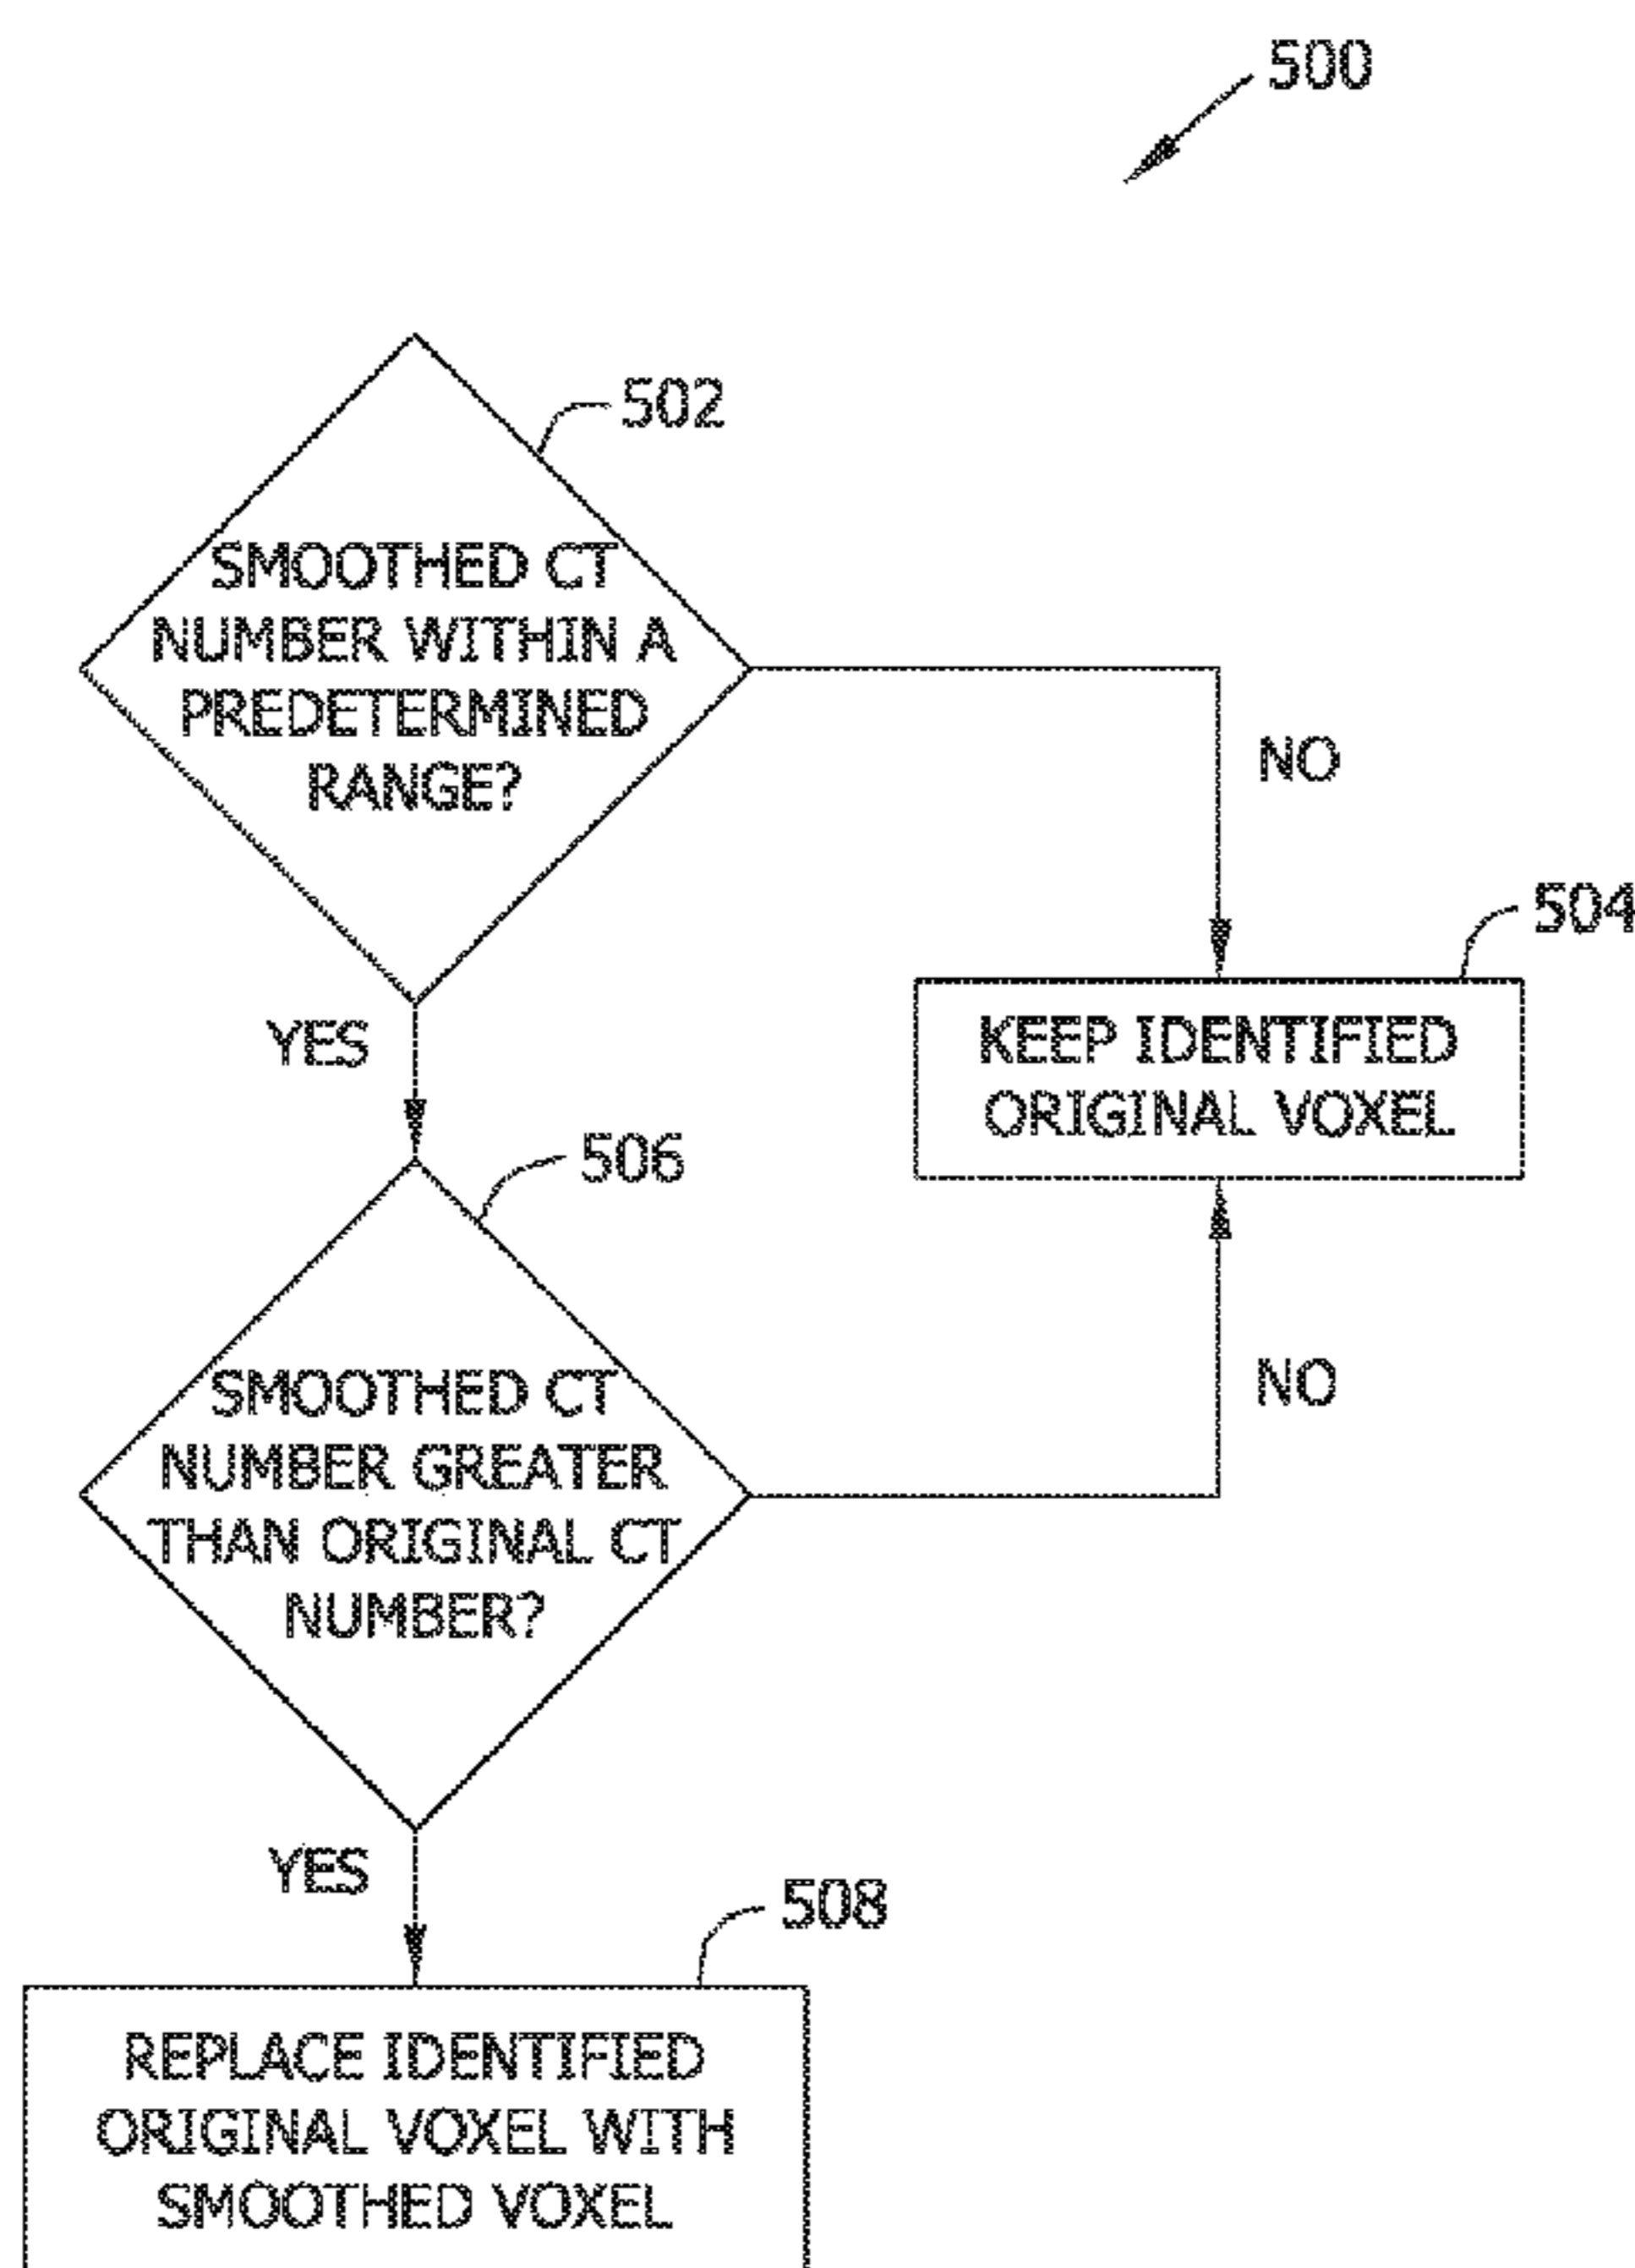 500
502
SMOOTHED CT
NUMBER WITHIN A
PREDETERMINED
RANGE?
NO
504
KEEP IDENTIFIED
ORIGINAL VOXEL
YES
506
SMOOTHED CT
NUMBER GREATER
THAN ORIGINAL CT
NUMBER?
NO
YES
508
REPLACE IDENTIFIED
ORIGINAL VOXEL WITH
SMOOTHED VOXEL